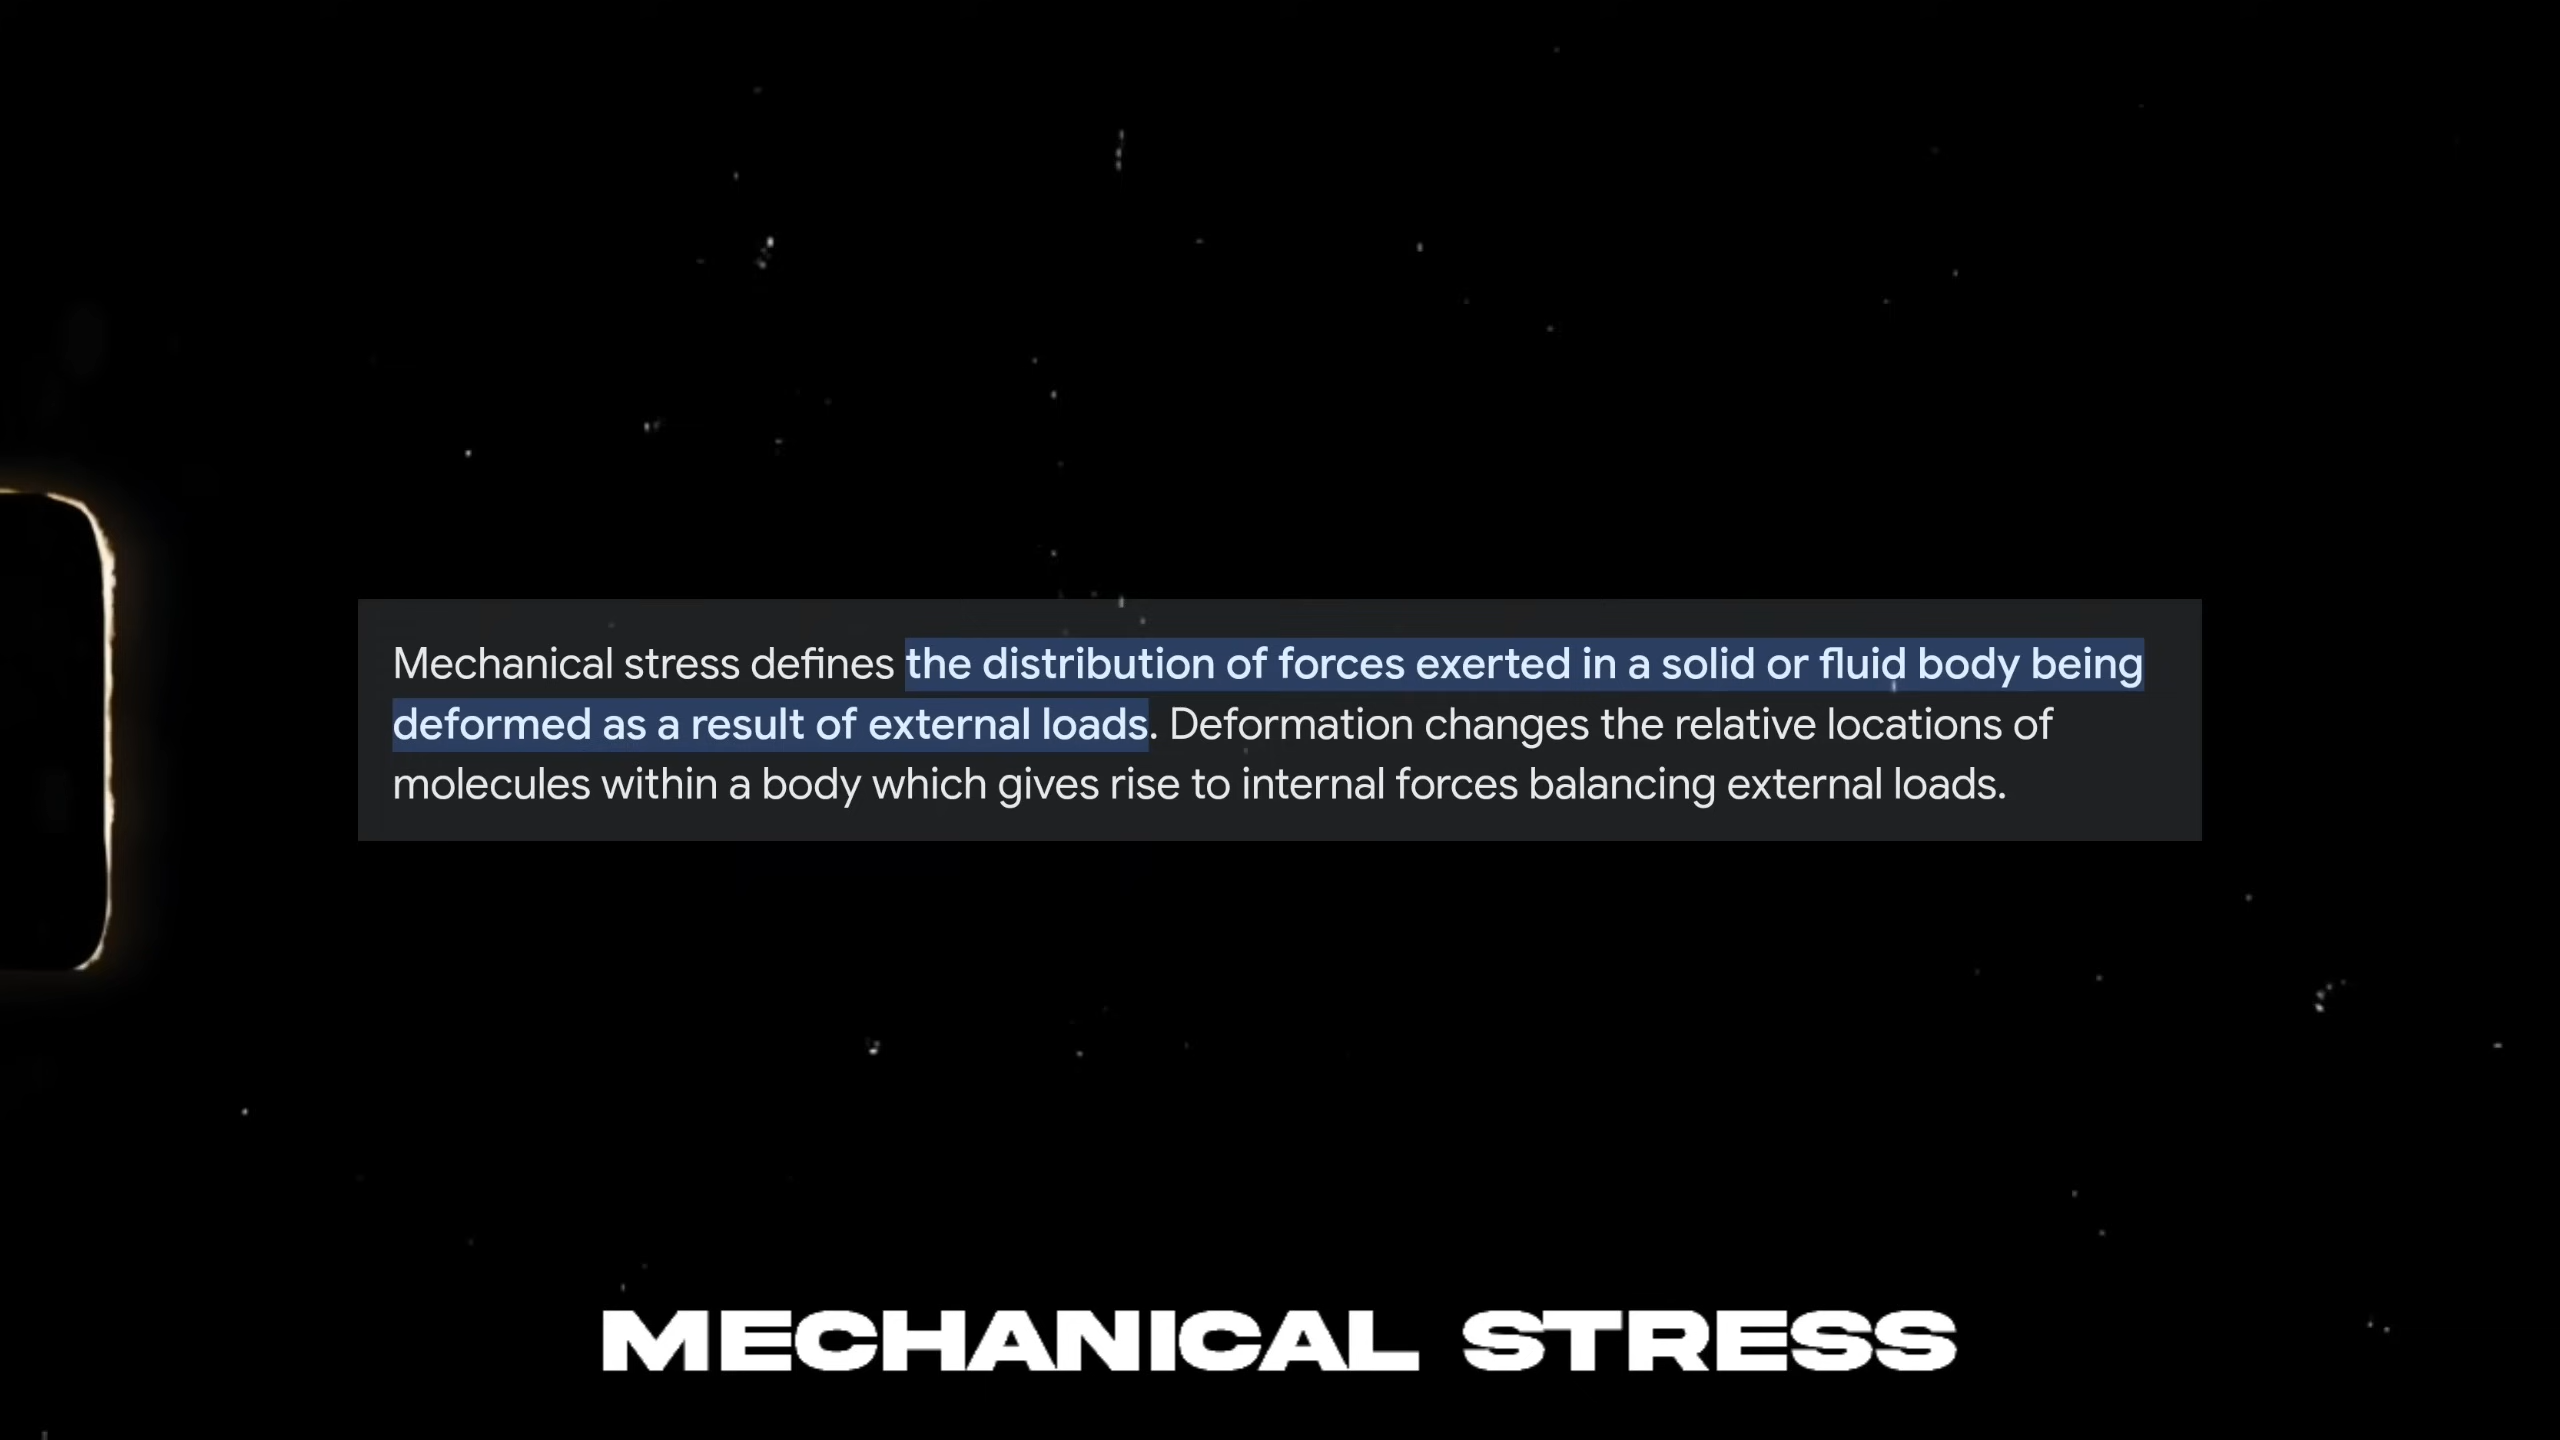 Mechanical stress defines the distribution of forces exerted in a solid or fluid body being
deformed as a result of external loads. Deformation changes the relative locations of
molecules within a body which gives rise to internal forces balancing external loads.
MECHANICAL STRESS